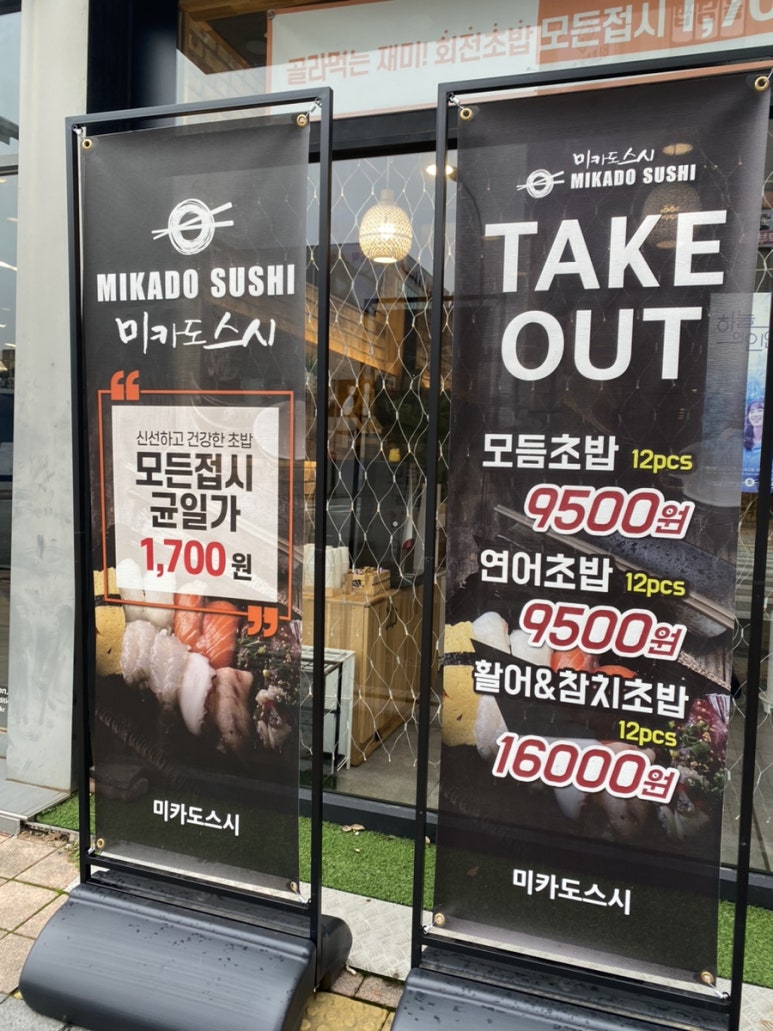 골라먹는 재미! 회전초밥 모든접시
MIKADO SUSHI
미카도스시
신선하고 건강한 초밥
모든접시
균일가
1,700원
미카도스시
미카도스시
MIKADO SUSHI
TAKE
OUT
모듬초밥 12pcs
9500원
연어초밥 12pcs
9500원
활어&참치초밥
12pcs
16000원
미카도스시